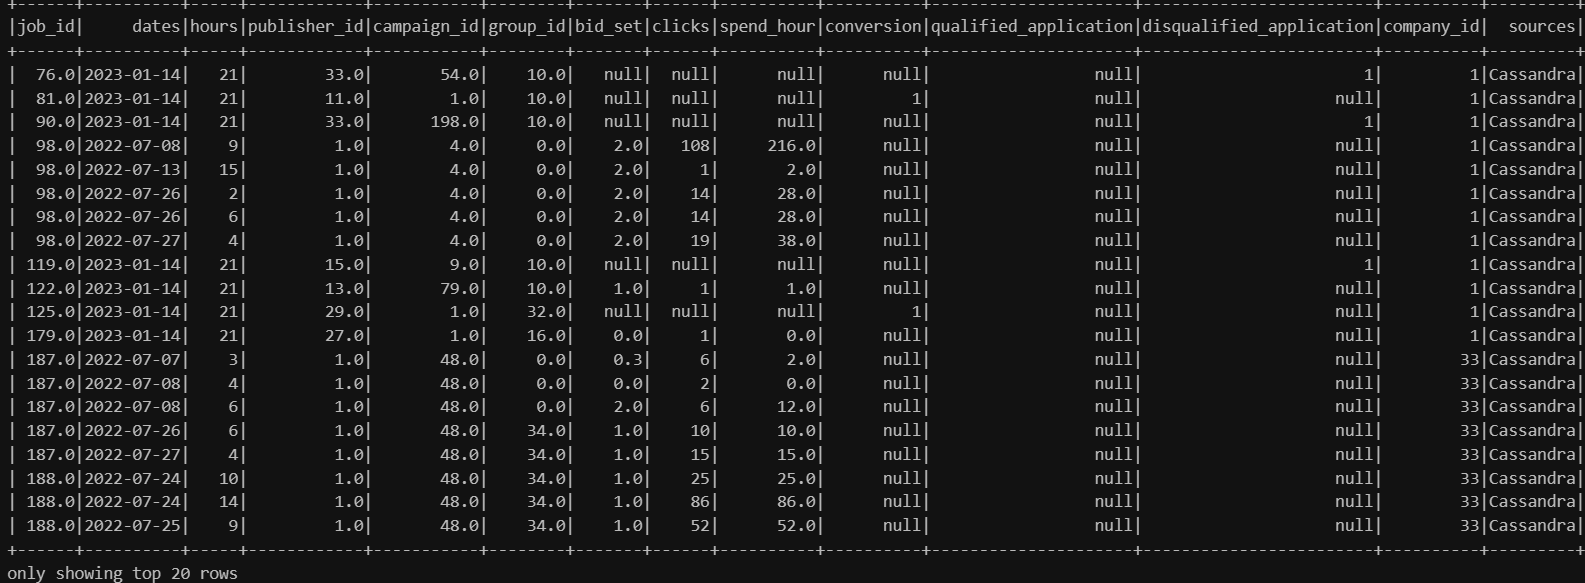 +------+----------+-----+------------+-----------+--------+-------+------+----------+----------+---------------------+------------------------+----------+---------+
|job_id|     dates|hours|publisher_id|campaign_id|group_id|bid_set|clicks|spend_hour|conversion|qualified_application|disqualified_application|company_id|  sources|
+------+----------+-----+------------+-----------+--------+-------+------+----------+----------+---------------------+------------------------+----------+---------+
|  76.0|2023-01-14|   21|        33.0|       54.0|    10.0|   null|  null|      null|      null|                 null|                       1|         1|Cassandra|
|  81.0|2023-01-14|   21|        11.0|        1.0|    10.0|   null|  null|      null|         1|                 null|                    null|         1|Cassandra|
|  90.0|2023-01-14|   21|        33.0|      198.0|    10.0|   null|  null|      null|      null|                 null|                       1|         1|Cassandra|
|  98.0|2022-07-08|    9|         1.0|        4.0|     0.0|    2.0|   108|     216.0|      null|                 null|                    null|         1|Cassandra|
|  98.0|2022-07-13|   15|         1.0|        4.0|     0.0|    2.0|     1|       2.0|      null|                 null|                    null|         1|Cassandra|
|  98.0|2022-07-26|    2|         1.0|        4.0|     0.0|    2.0|    14|      28.0|      null|                 null|                    null|         1|Cassandra|
|  98.0|2022-07-26|    6|         1.0|        4.0|     0.0|    2.0|    14|      28.0|      null|                 null|                    null|         1|Cassandra|
|  98.0|2022-07-27|    4|         1.0|        4.0|     0.0|    2.0|    19|      38.0|      null|                 null|                    null|         1|Cassandra|
| 119.0|2023-01-14|   21|        15.0|        9.0|    10.0|   null|  null|      null|      null|                 null|                       1|         1|Cassandra|
| 122.0|2023-01-14|   21|        13.0|       79.0|    10.0|    1.0|     1|       1.0|      null|                 null|                    null|         1|Cassandra|
| 125.0|2023-01-14|   21|        29.0|        1.0|    32.0|   null|  null|      null|         1|                 null|                    null|         1|Cassandra|
| 179.0|2023-01-14|   21|        27.0|        1.0|    16.0|    0.0|     1|       0.0|      null|                 null|                    null|         1|Cassandra|
| 187.0|2022-07-07|    3|         1.0|       48.0|     0.0|    0.3|     6|       2.0|      null|                 null|                    null|        33|Cassandra|
| 187.0|2022-07-08|    4|         1.0|       48.0|     0.0|    0.0|     2|       0.0|      null|                 null|                    null|        33|Cassandra|
| 187.0|2022-07-08|    6|         1.0|       48.0|     0.0|    2.0|     6|      12.0|      null|                 null|                    null|        33|Cassandra|
| 187.0|2022-07-26|    6|         1.0|       48.0|    34.0|    1.0|    10|      10.0|      null|                 null|                    null|        33|Cassandra|
| 187.0|2022-07-27|    4|         1.0|       48.0|    34.0|    1.0|    15|      15.0|      null|                 null|                    null|        33|Cassandra|
| 188.0|2022-07-24|   10|         1.0|       48.0|    34.0|    1.0|    25|      25.0|      null|                 null|                    null|        33|Cassandra|
| 188.0|2022-07-24|   14|         1.0|       48.0|    34.0|    1.0|    86|      86.0|      null|                 null|                    null|        33|Cassandra|
| 188.0|2022-07-25|    9|         1.0|       48.0|    34.0|    1.0|    52|      52.0|      null|                 null|                    null|        33|Cassandra|
+------+----------+-----+------------+-----------+--------+-------+------+----------+----------+---------------------+------------------------+----------+---------+
only showing top 20 rows